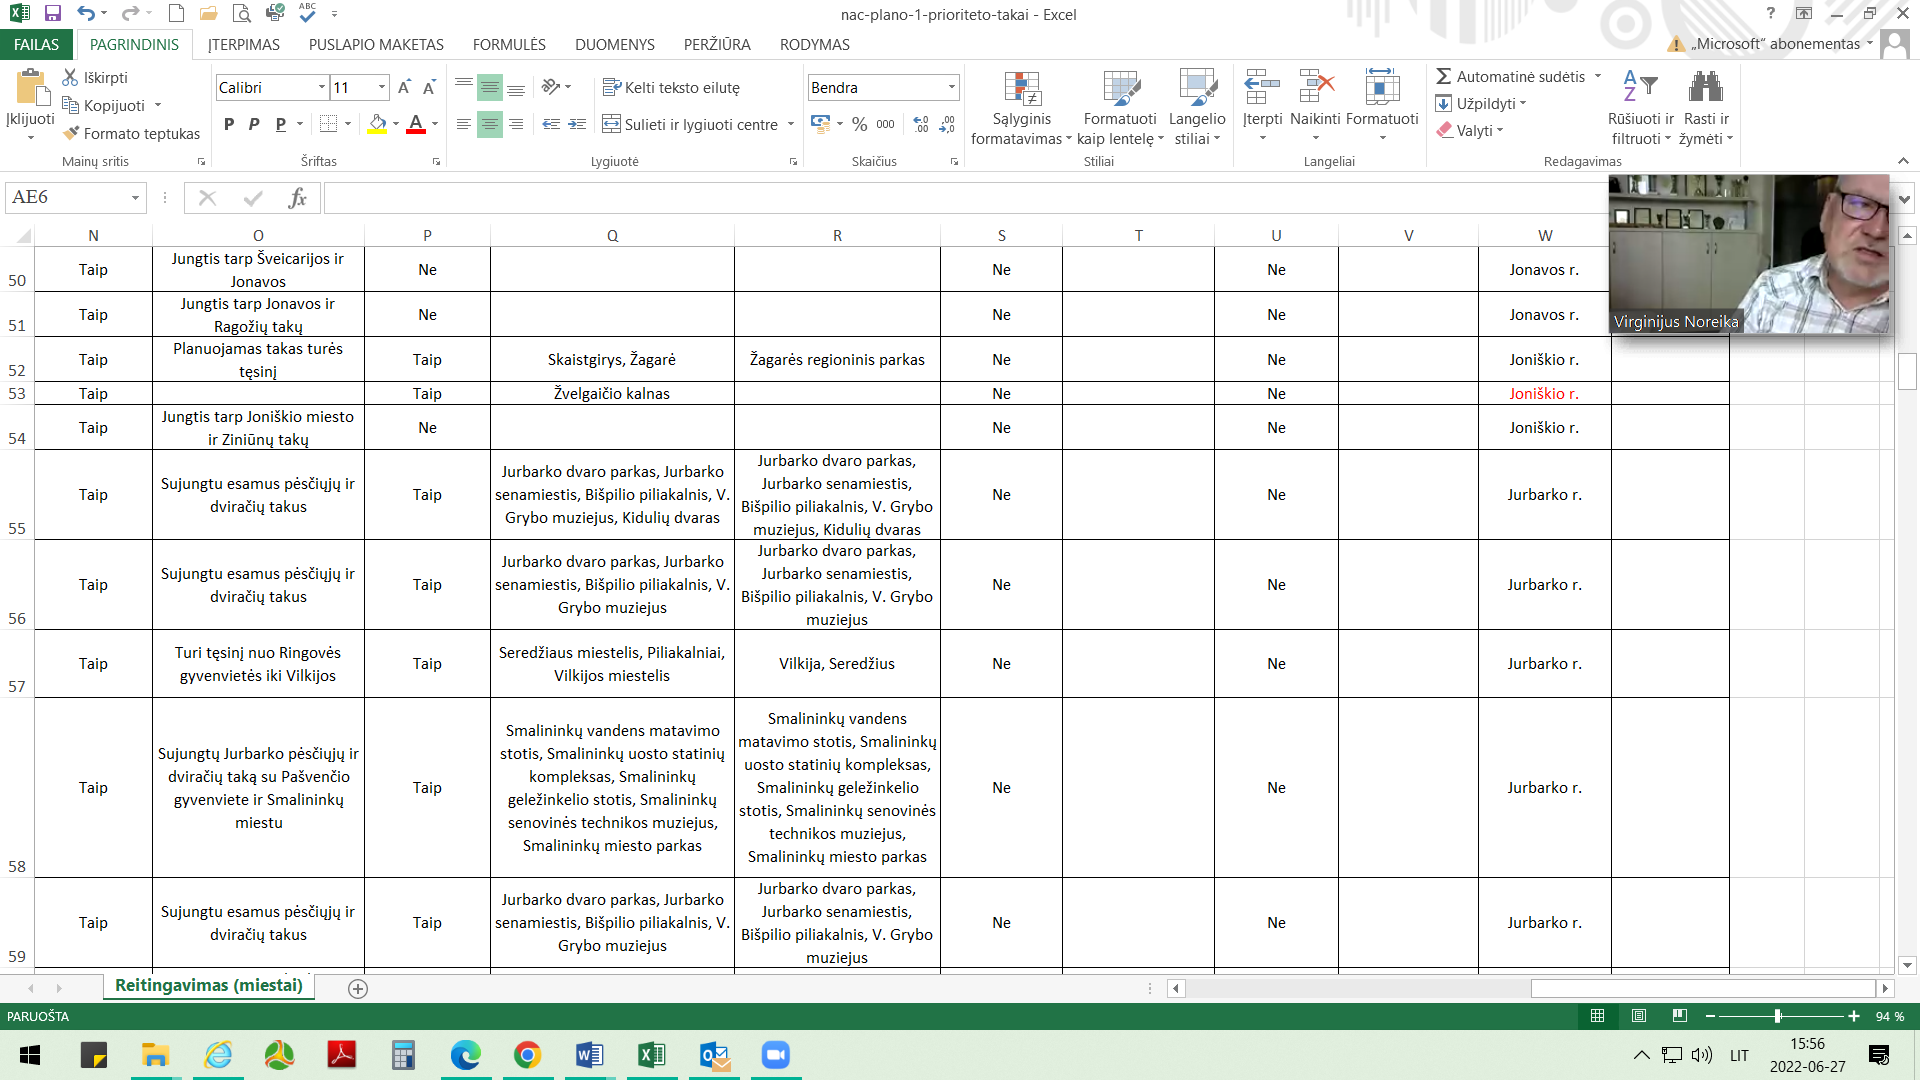 nac-plano-1-prioriteto-takai - Excel
FAILAS PAGRINDINIS ĮTERPIMAS PUSLAPIO MAKETAS FORMULĖS DUOMENYS PERŽIŪRA RODYMAS
„Microsoft“ abonementas
Įklijuoti
Iškirpti
Kopijuoti
Formato teptukas
Mainų sritis
Calibri 11
P P P
Šriftas
Kelti teksto eilutę
Sulieti ir lygiuoti centre
Lygiuotė
Bendra
% 000
Skaičius
Sąlyginis
formatavimas
Formatuoti
kaip lentelę
Langelio
stiliai
Stiliai
Įterpti Naikinti Formatuoti
Langeliai
Automatinė sudėtis
Užpildyti
Valyti
Rūšiuoti ir
filtruoti
Rasti ir
žymėti
Redagavimas
AE6
fx
Virginijus Noreika
N O P Q R S T U V W
50 Taip
Jungtis tarp Šveicarijos ir
Jonavos
Ne Ne Ne Jonavos r.
51 Taip
Jungtis tarp Jonavos ir
Ragožių takų
Ne Ne Ne Jonavos r.
52 Taip
Planuojamas takas turės
tęsinį
Taip Skaistgirys, Žagarė Žagarės regioninis parkas Ne Ne Joniškio r.
53 Taip Taip Žvelgaičio kalnas Ne Ne Joniškio r.
54 Taip
Jungtis tarp Joniškio miesto
ir Ziniūnų takų
Ne Ne Ne Joniškio r.
55 Taip
Sujungtu esamus pėsčiųjų ir
dviračių takus
Taip
Jurbarko dvaro parkas, Jurbarko
senamiestis, Bišpilio piliakalnis, V.
Grybo muziejus, Kidulių dvaras
Jurbarko dvaro parkas,
Jurbarko senamiestis,
Bišpilio piliakalnis, V. Grybo
muziejus, Kidulių dvaras
Ne Ne Jurbarko r.
56 Taip
Sujungtu esamus pėsčiųjų ir
dviračių takus
Taip
Jurbarko dvaro parkas, Jurbarko
senamiestis, Bišpilio piliakalnis, V.
Grybo muziejus
Jurbarko dvaro parkas,
Jurbarko senamiestis,
Bišpilio piliakalnis, V. Grybo
muziejus
Ne Ne Jurbarko r.
57 Taip
Turi tęsinį nuo Ringovės
gyvenvietės iki Vilkijos
Taip
Seredžiaus miestelis, Piliakalniai,
Vilkijos miestelis
Vilkija, Seredžius
Ne Ne Jurbarko r.
58 Taip
Sujungtų Jurbarko pėsčiųjų ir
dviračių taką su Pašvenčio
gyvenviete ir Smalininkų
miestu
Taip
Smalininkų vandens matavimo
stotis, Smalininkų uosto statinių
kompleksas, Smalininkų
geležinkelio stotis, Smalininkų
senovinės technikos muziejus,
Smalininkų miesto parkas
Smalininkų vandens
matavimo stotis, Smalininkų
uosto statinių kompleksas,
Smalininkų geležinkelio
stotis, Smalininkų senovinės
technikos muziejus,
Smalininkų miesto parkas
Ne Ne Jurbarko r.
59 Taip
Sujungtu esamus pėsčiųjų ir
dviračių takus
Taip
Jurbarko dvaro parkas, Jurbarko
senamiestis, Bišpilio piliakalnis, V.
Grybo muziejus
Jurbarko dvaro parkas,
Jurbarko senamiestis,
Bišpilio piliakalnis, V. Grybo
muziejus
Ne Ne Jurbarko r.
Reitingavimas (miestai)
PARUOŠTA
94 %
LIT
15:56
2022-06-27